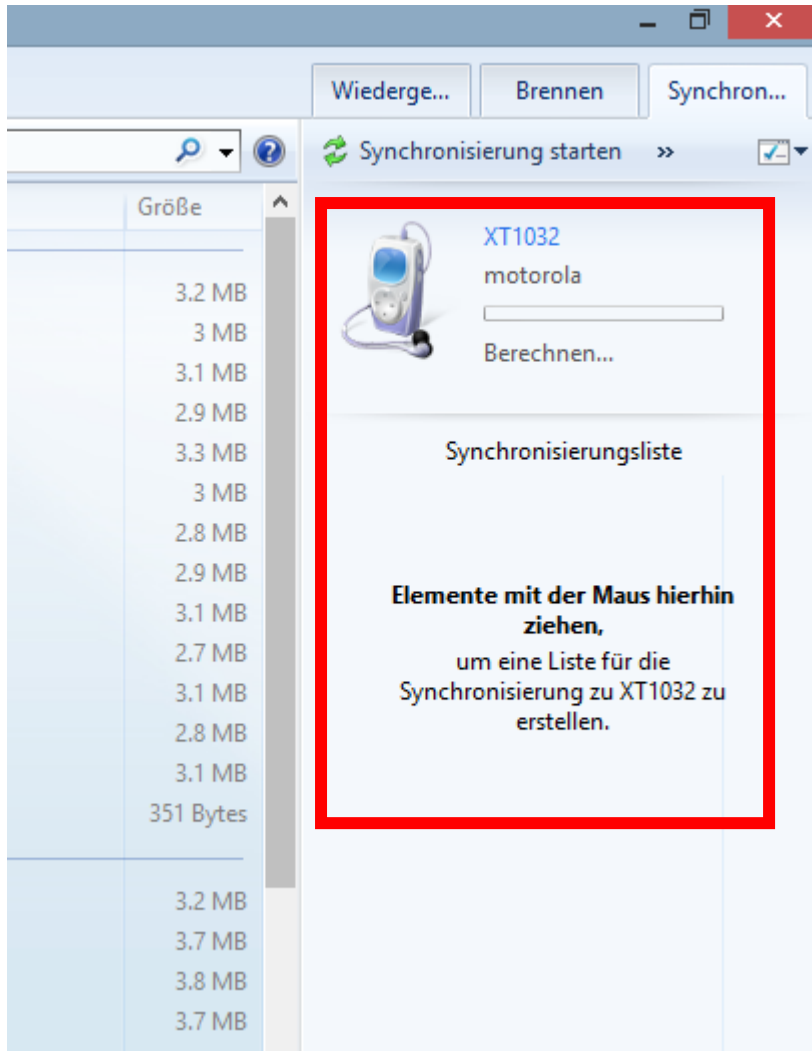 Wiederge...
Brennen
Synchron...
Synchronisierung starten »
Größe
XT1032
motorola
3.2 MB
3 MB
Berechnen...
3.1 MB
2.9 MB
3.3 MB
Synchronisierungsliste
3 MB
2.8 MB
2.9 MB
Elemente mit der Maus hierhin
3.1 MB
ziehen,
2.7 MB
um eine Liste für die
3.1 MB
Synchronisierung zu XT1032 zu
2.8 MB
erstellen.
3.1 MB
351 Bytes
3.2 MB
3.7 MB
3.8 MB
3.7 MB